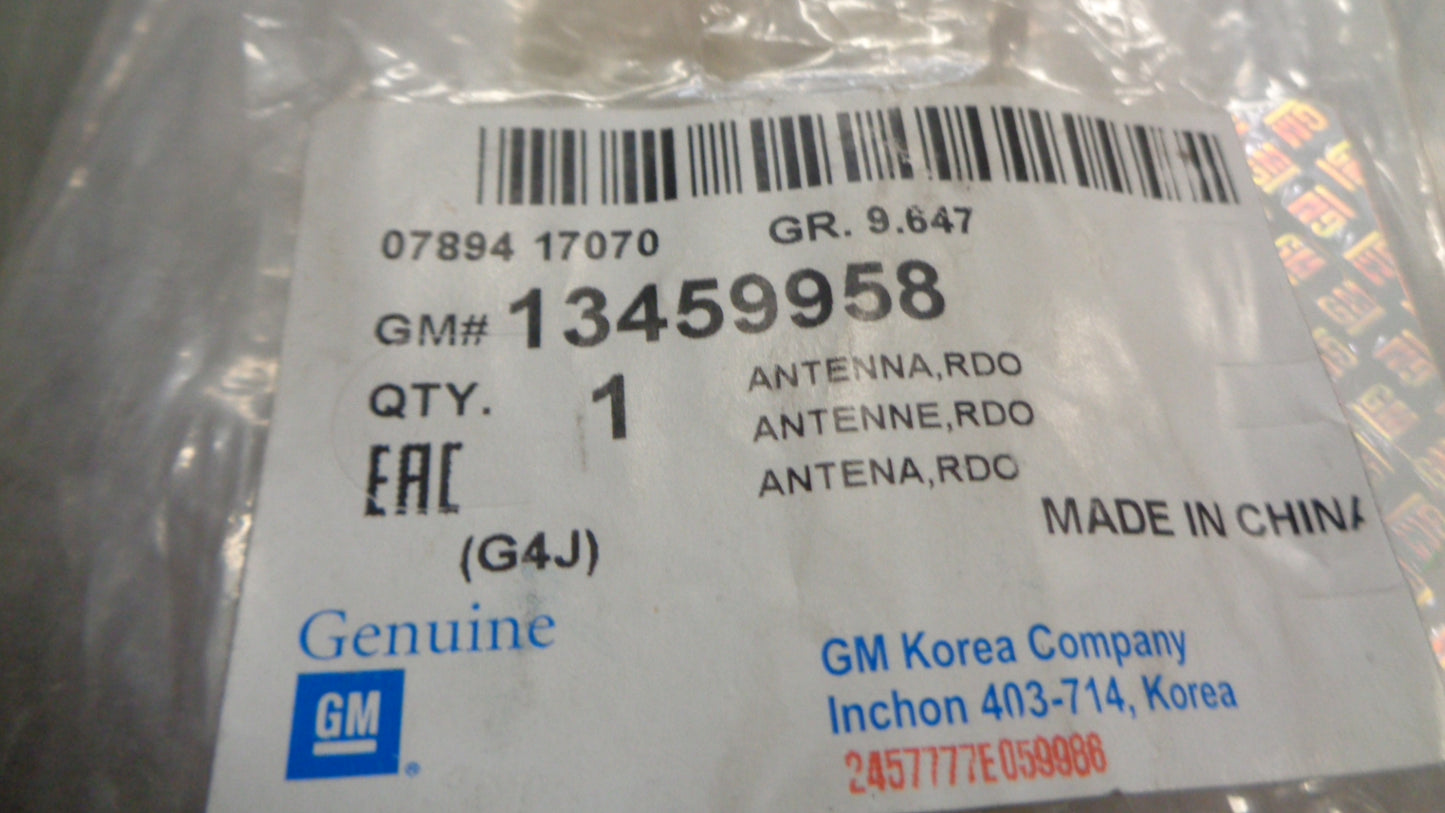 07894 17070 GR. 9.647
GM# 13459958
QTY. 1 ANTENNA,RDO
ANTENNE,RDO
ANTENA,RDO
EAC
MADE IN CHINA
(G4J)
Genuine
GM
GM Korea Company
Inchon 403-714, Korea
2457777E059986